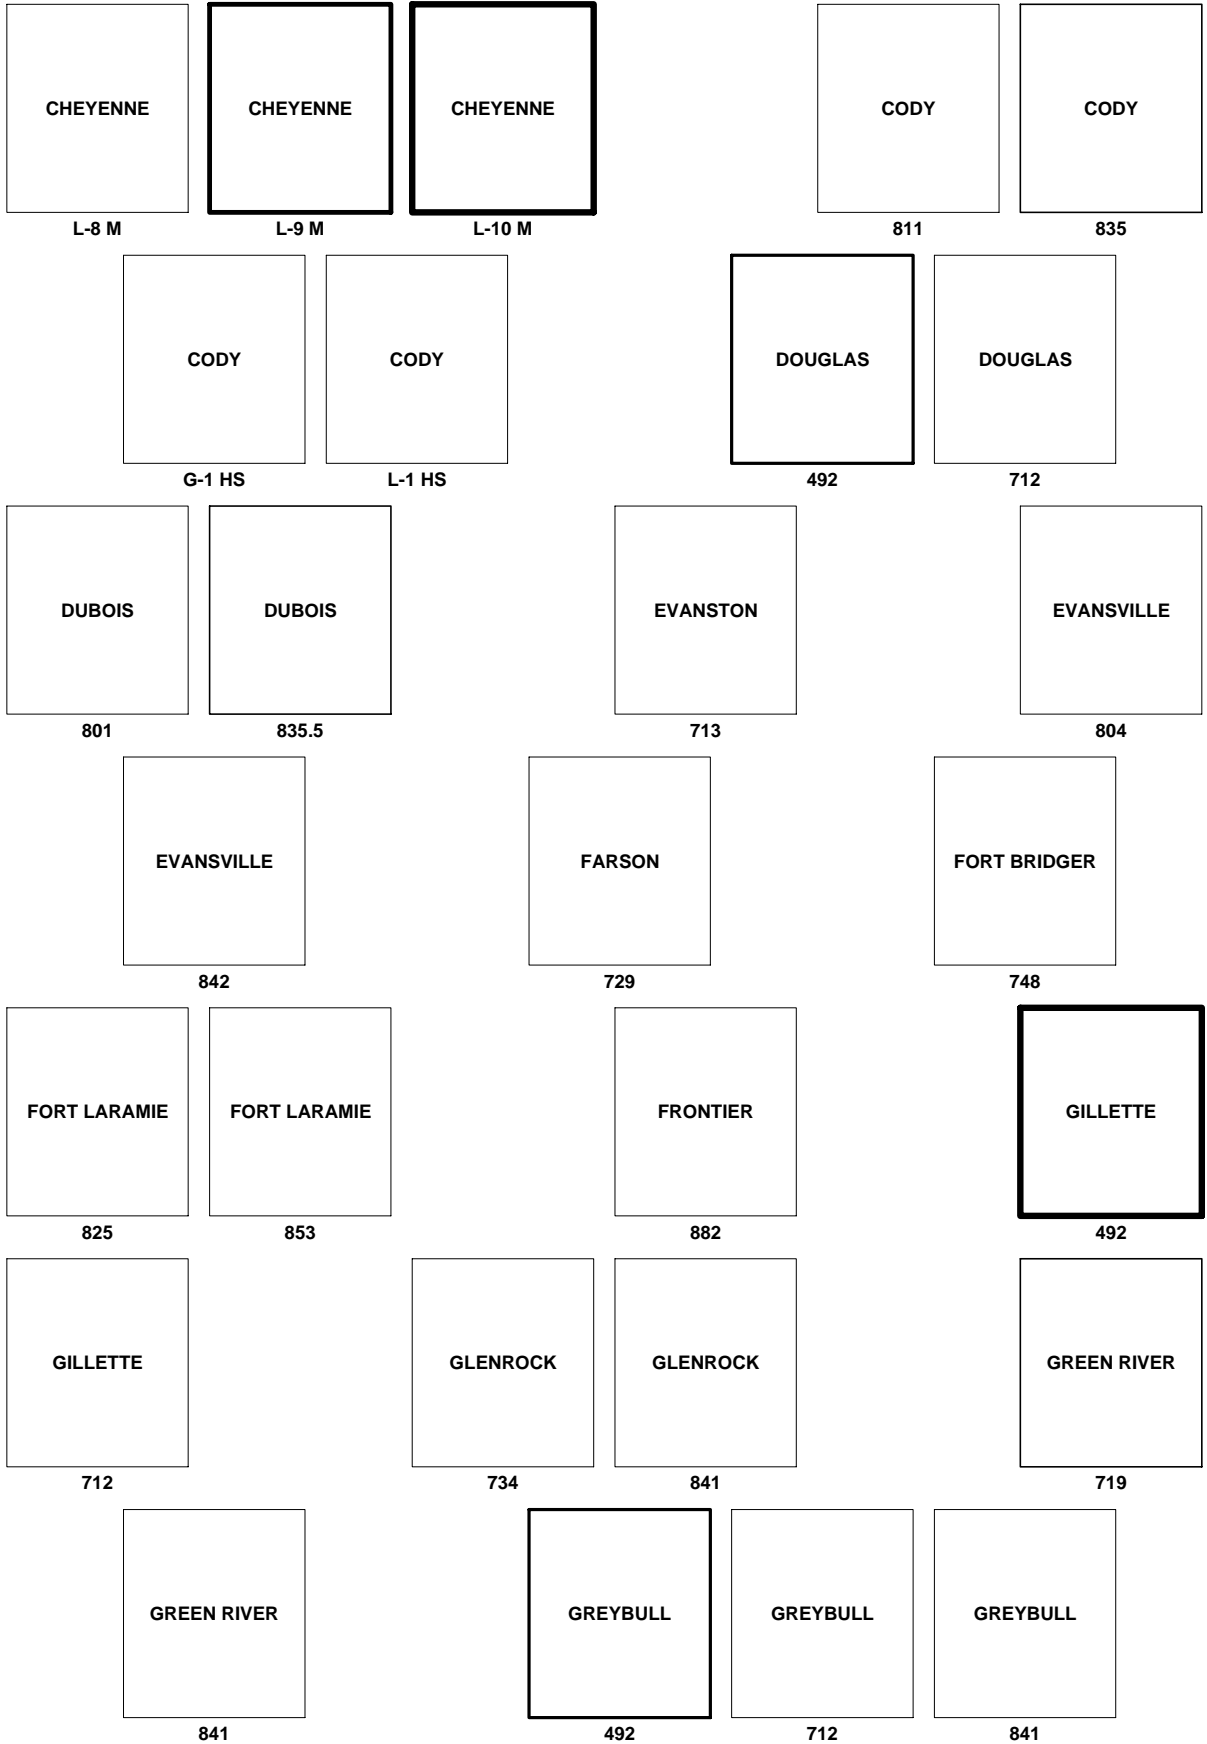 CHEYENNE CHEYENNE CHEYENNE CODY CODY
L-8 M L-9 M L-10 M 811 835
CODY CODY DOUGLAS DOUGLAS
G-1 HS L-1 HS 492 712
DUBOIS DUBOIS EVANSTON EVANSVILLE
801 835.5 713 804
EVANSVILLE FARSON FORT BRIDGER
842 729 748
FORT LARAMIE FORT LARAMIE FRONTIER GILLETTE
825 853 882 492
GILLETTE GLENROCK GLENROCK GREEN RIVER
712 734 841 719
GREEN RIVER GREYBULL GREYBULL GREYBULL
841 492 712 841